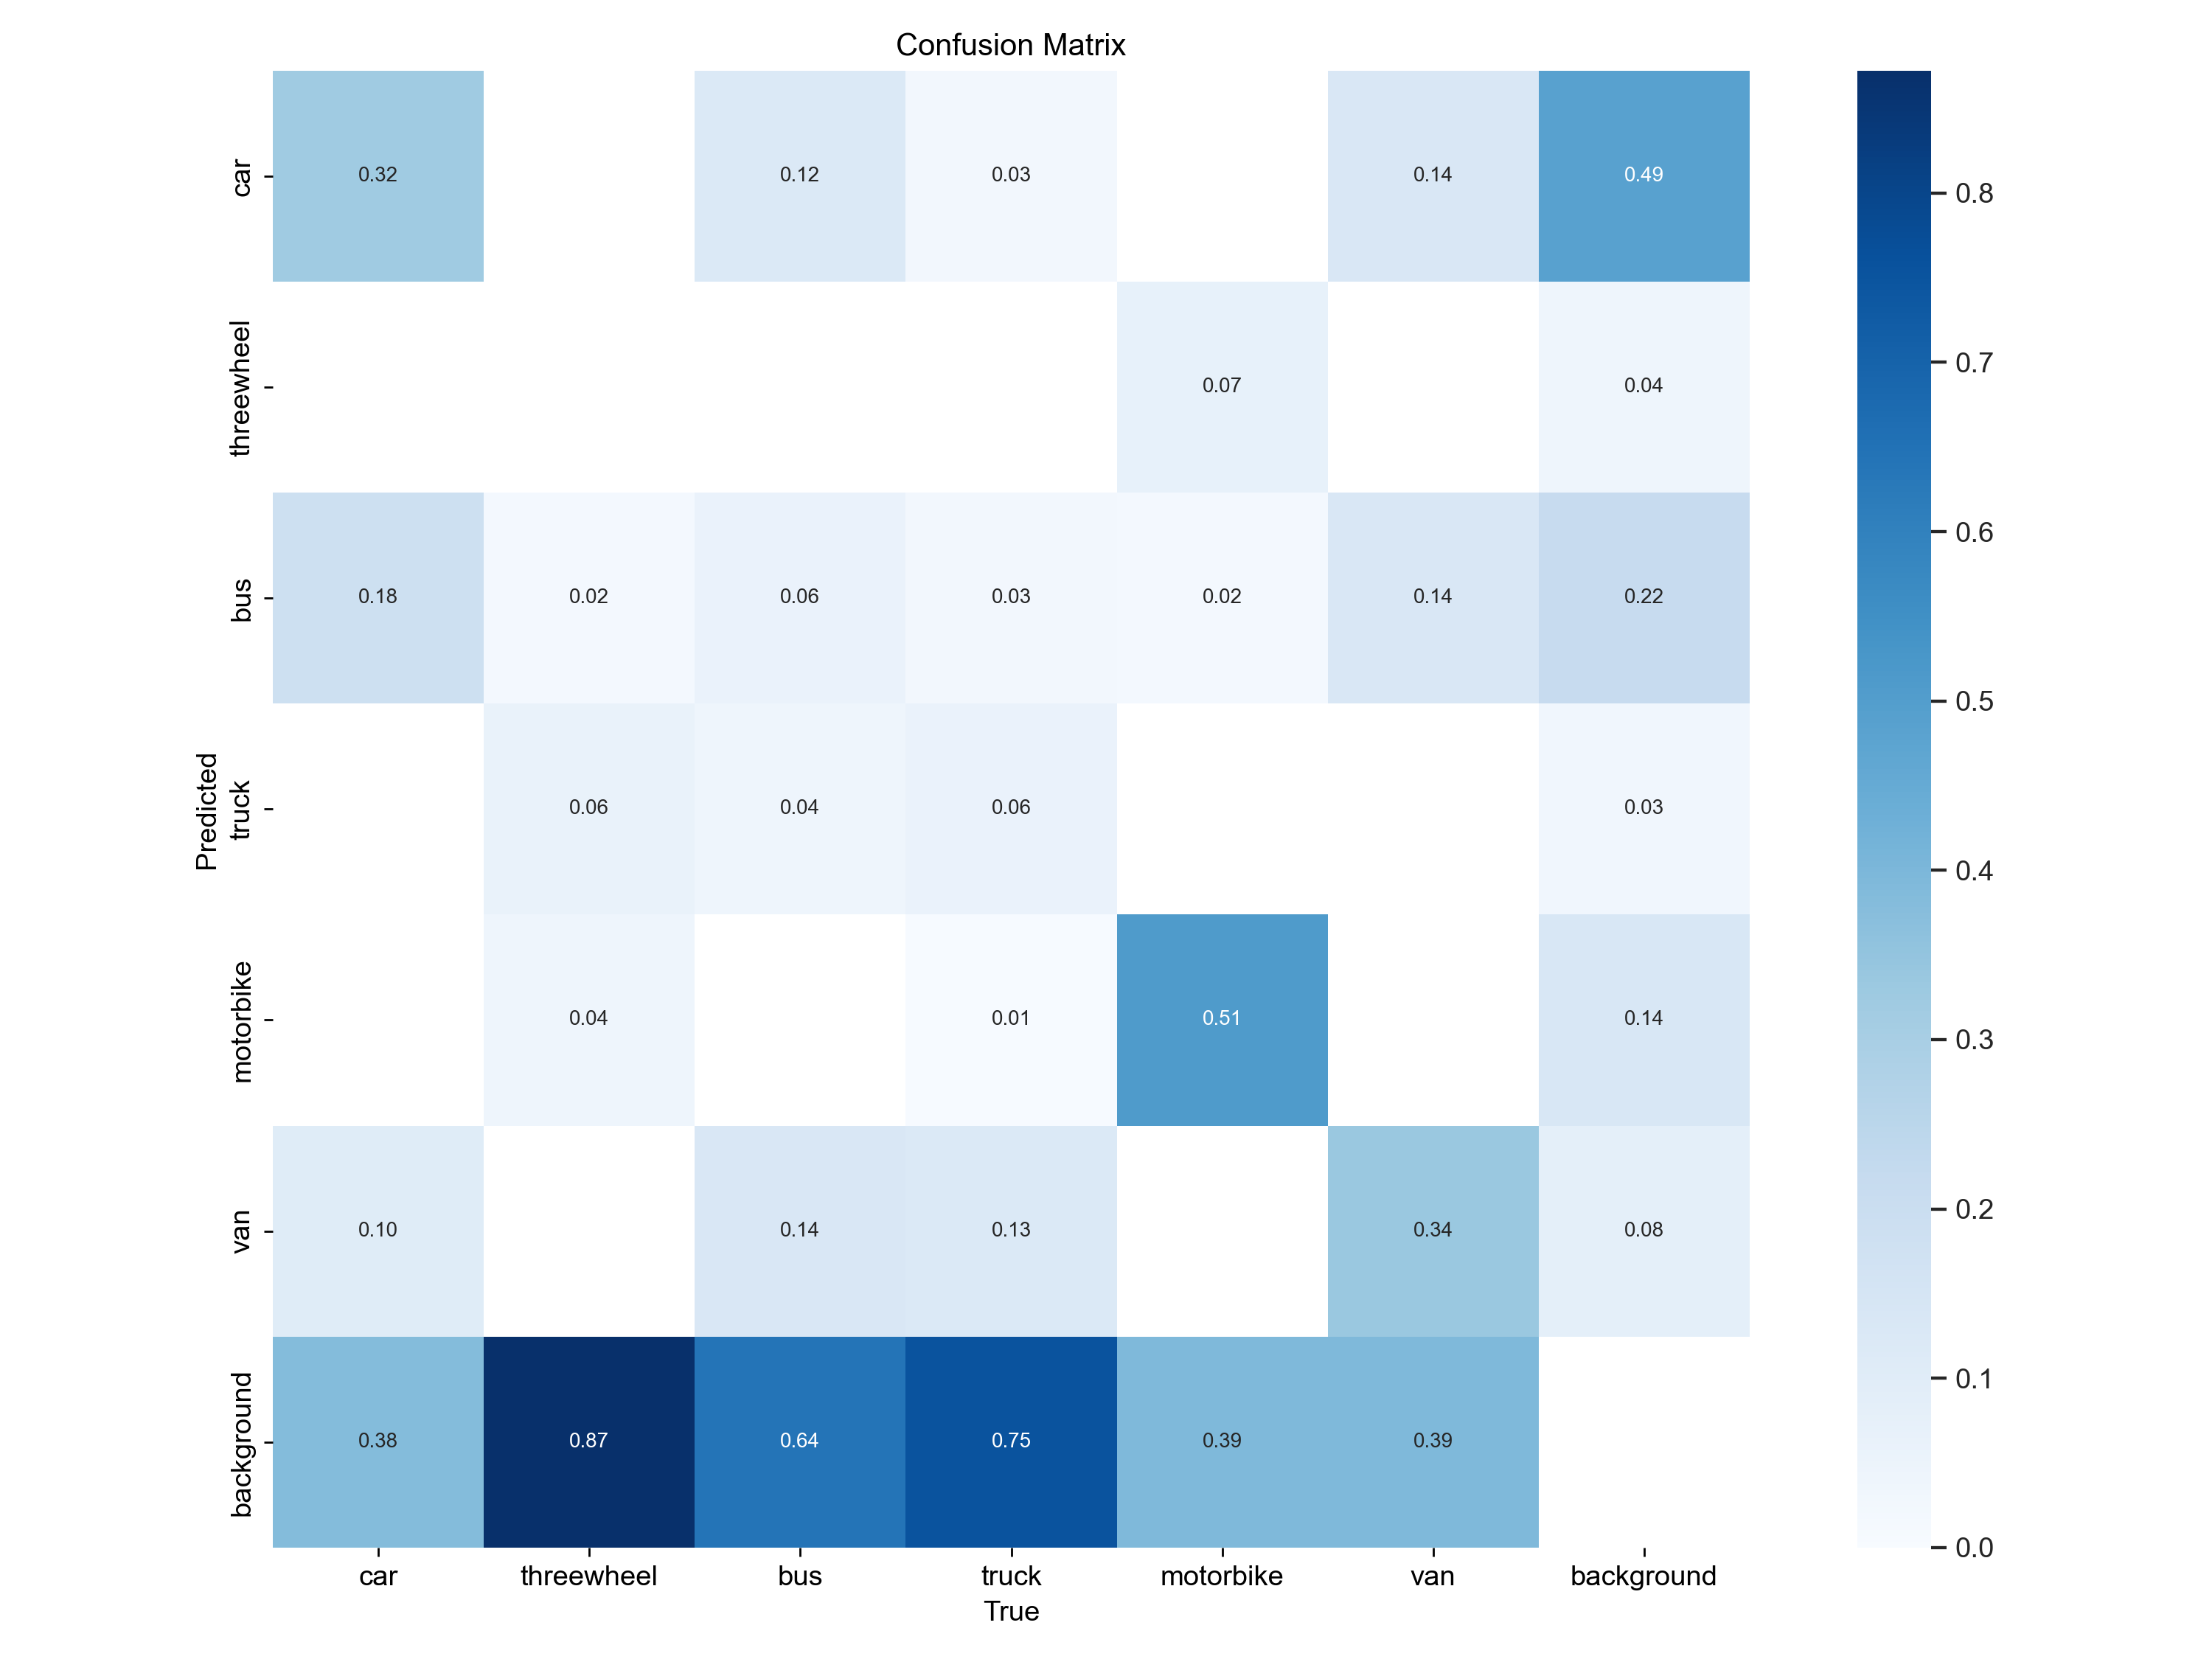 Confusion Matrix
car
0.32
0.12
0.03
0.14
0.49
threewheel
0.07
0.04
bus
0.18
0.02
0.06
0.03
0.02
0.14
0.22
Predicted
truck
0.06
0.04
0.06
0.03
motorbike
0.04
0.01
0.51
0.14
van
0.10
0.14
0.13
0.34
0.08
background
0.38
0.87
0.64
0.75
0.39
0.39
car
threewheel
bus
truck
motorbike
van
background
True
0.8
0.7
0.6
0.5
0.4
0.3
0.2
0.1
0.0